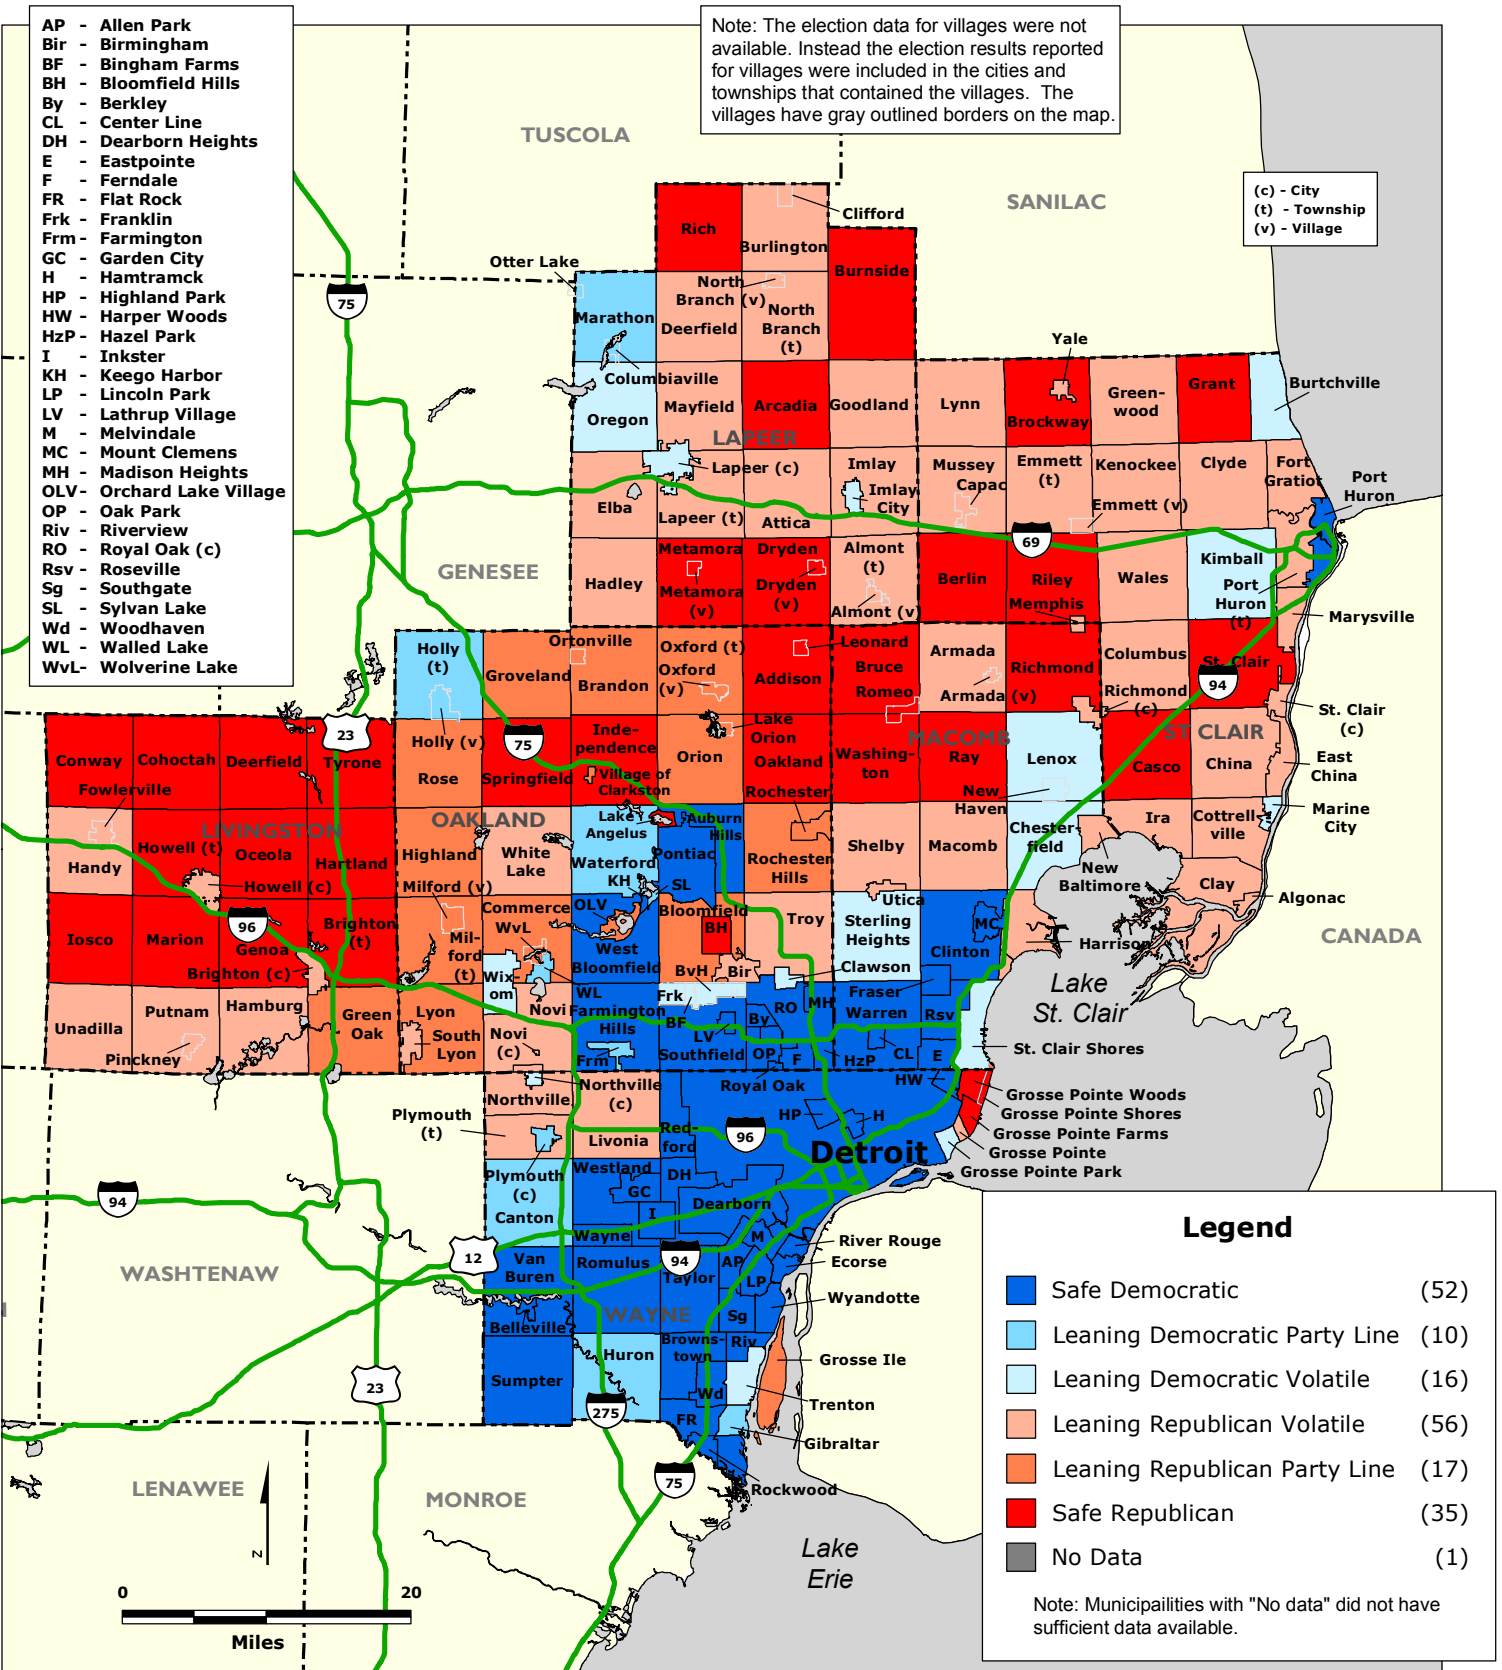 AP - Allen Park
Bir - Birmingham
BF - Bingham Farms
BH - Bloomfield Hills
By - Berkley
CL - Center Line
DH - Dearborn Heights
E - Eastpointe
F - Ferndale
FR - Flat Rock
Frk - Franklin
Frm - Farmington
GC - Garden City
H - Hamtramck
HP - Highland Park
HW - Harper Woods
HzP - Hazel Park
I - Inkster
KH - Keego Harbor
LP - Lincoln Park
LV - Lathrup Village
M - Melvindale
MC - Mount Clemens
MH - Madison Heights
OLV - Orchard Lake Village
OP - Oak Park
Riv - Riverview
RO - Royal Oak (c)
Rsv - Roseville
Sg - Southgate
SL - Sylvan Lake
Wd - Woodhaven
WL - Walled Lake
WvL - Wolverine Lake
Note: The election data for villages were not
available. Instead the election results reported
for villages were included in the cities and
townships that contained the villages. The
villages have gray outlined borders on the map.
(c) - City
(t) - Township
(v) - Village
TUSCOLA
SANILAC
GENESEE
LAPEER
Clifford
Rich
Burlington
Burnside
Otter Lake
North
Branch (v)
Marathon
Deerfield
North
Branch
(t)
Columbiaville
Oregon
Mayfield
Arcadia
Goodland
Lapeer (c)
Imlay
Imlay
City
Elba
Lapeer (t)
Attica
Hadley
Metamora
Metamora
(v)
Dryden
Dryden
(v)
Almont
(t)
Almont (v)
Yale
Lynn
Brockway
Green-
wood
Grant
Burtchville
Mussey
Capac
Emmett
(t)
Kenockee
Emmett (v)
Clyde
Fort
Gratiot
Port
Huron
69
Berlin
Riley
Memphis
Wales
Kimball
Port
Huron
(t)
Marysville
Columbus
St. Clair
94
Richmond
(c)
St. Clair
(c)
ST CLAIR
Casco
China
East
China
Ira
Cottrell-
ville
Marine
City
Clay
Algonac
CANADA
75
Holly
(t)
Groveland
Ortonville
Brandon
Oxford (t)
Oxford
(v)
Addison
Leonard
Bruce
Romeo
Armada
Armada (v)
Richmond
23
75
Holly (v)
Rose
Springfield
Inde-
pendence
Village of
Clarkston
Orion
Lake
Orion
Oakland
Rochester
Washing-
ton
MACOMB
Ray
Lenox
New
Haven
Conway
Cohoctah
Deerfield
Tyrone
Fowlerville
LIVINGSTON
Handy
Howell (t)
Howell (c)
Oceola
Hartland
OAKLAND
Highland
White
Lake
Lake
Angelus
Waterford
KH
Auburn
Hills
Pontiac
SL
Rochester
Hills
Shelby
Macomb
Chester-
field
New
Baltimore
Iosco
Marion
96
Genoa
Brighton
(t)
Brighton (c)
Milford (v)
Commerce
WvL
Mil-
ford
(t)
Wix
om
OLV
West
Bloomfield
Bloomfield
BH
BvH
Bir
Troy
Utica
Sterling
Heights
Clawson
MC
Clinton
Harrison
Lake
St. Clair
Unadilla
Putnam
Pinckney
Hamburg
Green
Oak
Lyon
South
Lyon
Novi
Novi
(c)
WL
Farmington
Hills
Frm
Frk
BF
LV
Southfield
By
RO
MH
OP
F
Royal Oak
Fraser
Warren
HzP
CL
Rsv
E
HW
St. Clair Shores
Grosse Pointe Woods
Grosse Pointe Shores
Grosse Pointe Farms
Grosse Pointe
Grosse Pointe Park
Northville
Northville
(c)
Plymouth
(t)
Livonia
Red-
ford
96
HP
H
Detroit
Plymouth
(c)
Canton
Westland
GC
DH
I
Dearborn
Wayne
94
12
WASHTENAW
Van
Buren
Romulus
94
Taylor
M
AP
LP
River Rouge
Ecorse
Wyandotte
Belleville
WAYNE
Sg
Sumpter
Huron
Browns-
town
Riv
Wd
FR
Grosse Ile
Trenton
Gibraltar
Rockwood
23
275
75
LENAWEE
MONROE
Lake
Erie
N
0 20
Miles
Legend
Safe Democratic (52)
Leaning Democratic Party Line (10)
Leaning Democratic Volatile (16)
Leaning Republican Volatile (56)
Leaning Republican Party Line (17)
Safe Republican (35)
No Data (1)
Note: Municipailities with "No data" did not have
sufficient data available.